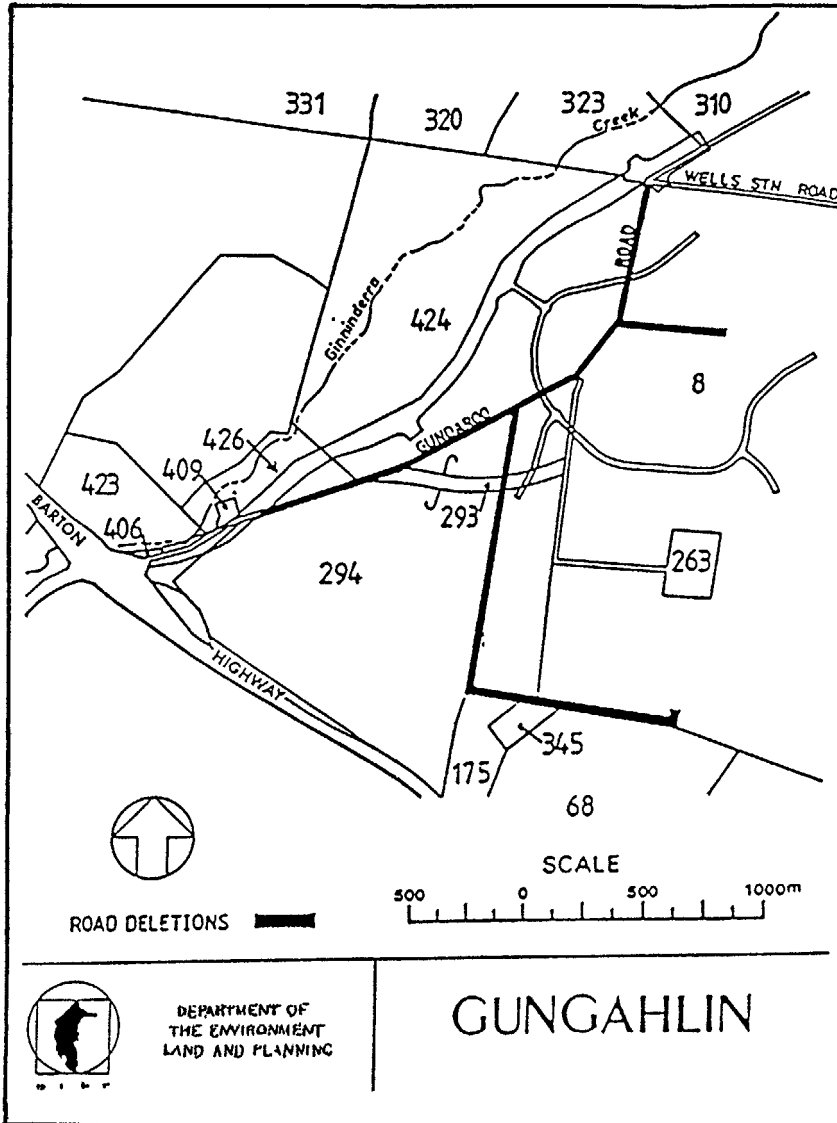 331
320
323
310
Creek
WELLS STN ROAD
ROAD
Ginninderra
424
8
GUNDAROO
426
409
423
BARTON
406
293
294
263
HIGHWAY
345
175
68
SCALE
500 0 500 1000m
ROAD DELETIONS
DEPARTMENT OF
THE ENVIRONMENT
LAND AND PLANNING
GUNGAHLIN